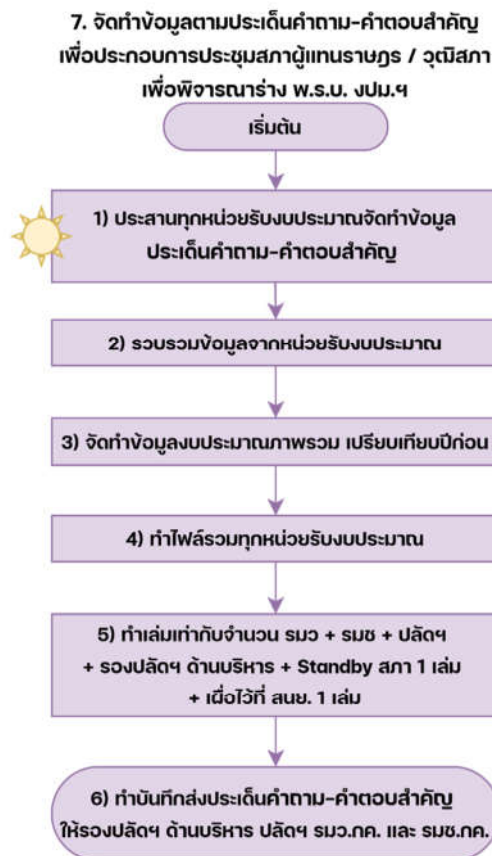 7. จัดทำข้อมูลตามประเด็นคำถาม-คำตอบสำคัญ
เพื่อประกอบการประชุมสภาผู้แทนราษฎร / วุฒิสภา
เพื่อพิจารณาร่าง พ.ร.บ. งปม.ฯ
เริ่มต้น
1) ประสานทุกหน่วยรับงบประมาณจัดทำข้อมูล
ประเด็นคำถาม-คำตอบสำคัญ
2) รวบรวมข้อมูลจากหน่วยรับงบประมาณ
3) จัดทำข้อมูลงบประมาณภาพรวม เปรียบเทียบปีก่อน
4) ทำไฟล์รวมทุกหน่วยรับงบประมาณ
5) ทำเล่มเท่ากับจำนวน รมว + รมช + ปลัดฯ
+ รองปลัดฯ ด้านบริหาร + Standby สภา 1 เล่ม
+ เผื่อไว้ที่ สนย. 1 เล่ม
6) ทำบันทึกส่งประเด็นคำถาม-คำตอบสำคัญ
ให้รองปลัดฯ ด้านบริหาร ปลัดฯ รมว.กค. และ รมช.กค.